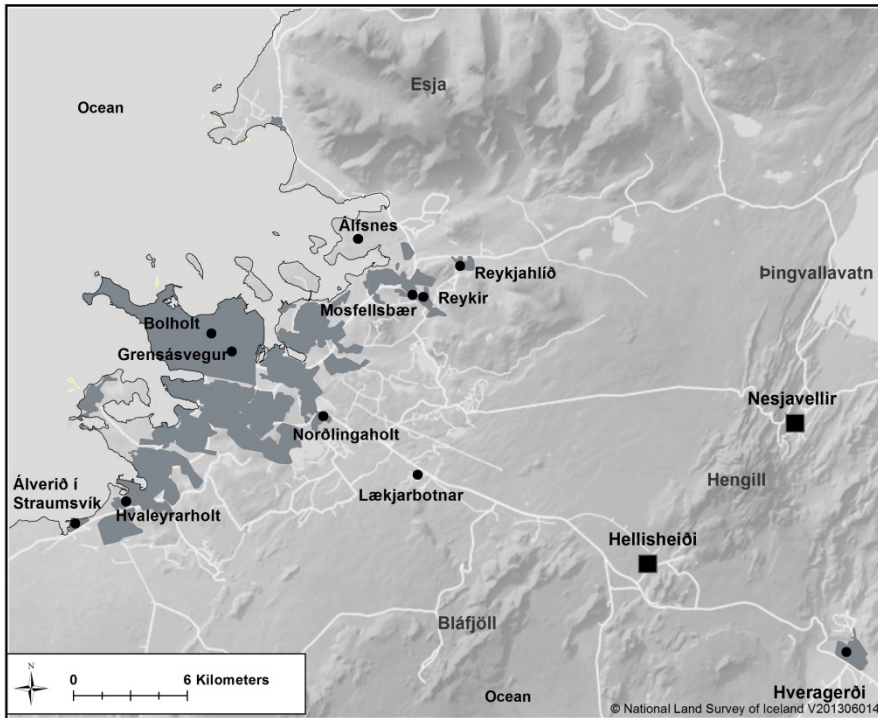 Esja
Ocean
Álfsnes
Reykjahlíð
Þingvallavatn
Mosfellsbær
Reykir
Bolholt
Grensásvegur
Nesjavellir
Norðlingaholt
Hengill
Álverið í
Straumsvík
Lækjarbotnar
Hvaleyrarholt
Hellisheiði
Bláfjöll
N
0 6 Kilometers
Ocean
Hveragerði
© National Land Survey of Iceland V201306014